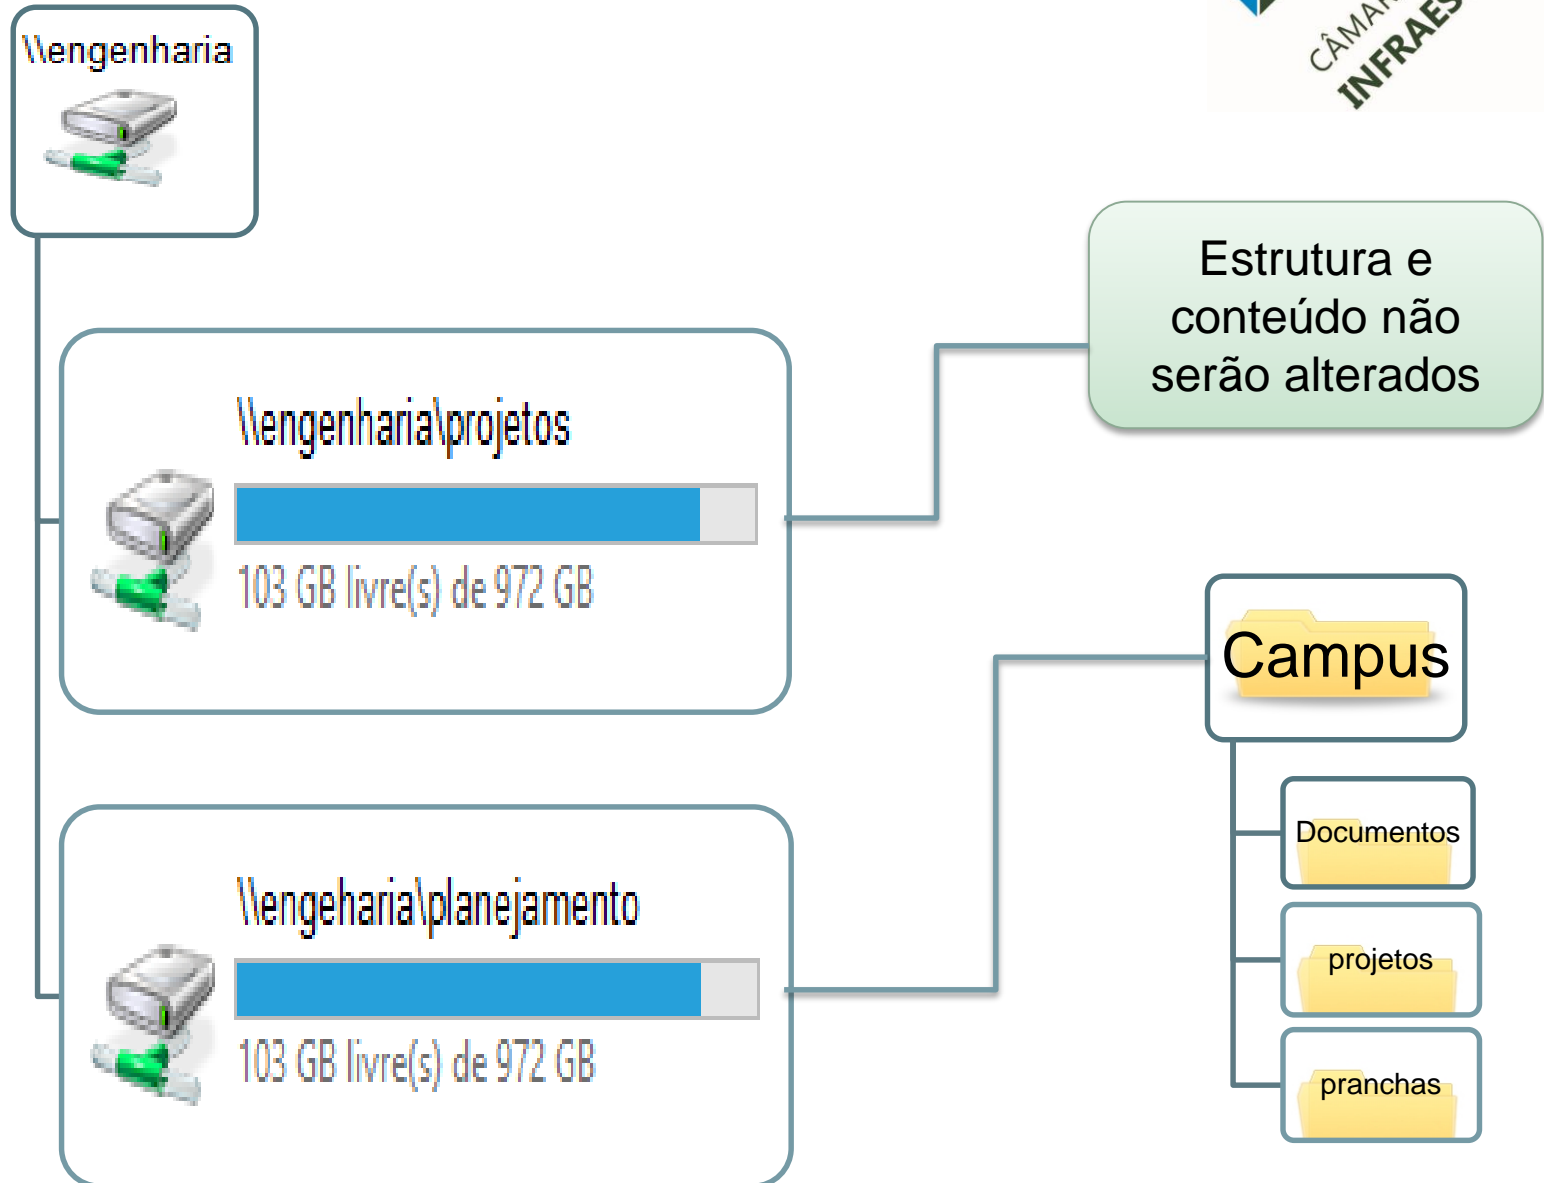 \\engenharia
INFRAES
Estrutura e
conteúdo não
serão alterados
\\engenharia\projetos
103 GB livre(s) de 972 GB
Campus
Documentos
\\engeharia\planejamento
projetos
103 GB livre(s) de 972 GB
pranchas